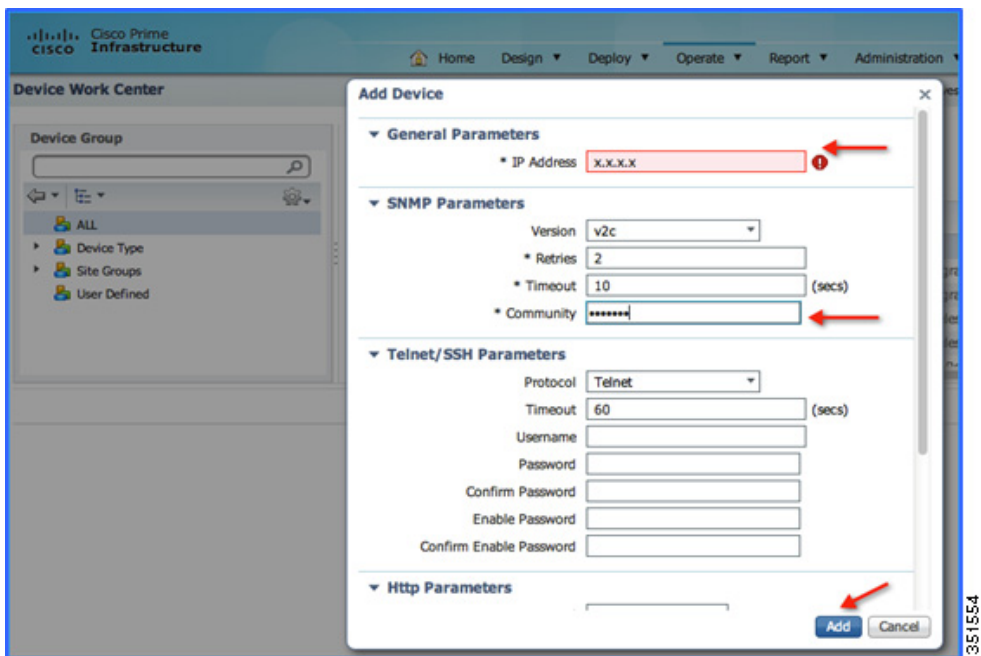 Cisco Prime
CISCO Infrastructure
Home Design Deploy Operate Report Administration
Device Work Center
Device Group
ALL
Device Type
Site Groups
User Defined
Add Device
General Parameters
* IP Address x.x.x.x
SNMP Parameters
Version v2c
* Retries 2
* Timeout 10 (secs)
* Community •••••••
Telnet/SSH Parameters
Protocol Telnet
Timeout 60 (secs)
Username
Password
Confirm Password
Enable Password
Confirm Enable Password
Http Parameters
Add Cancel
351554